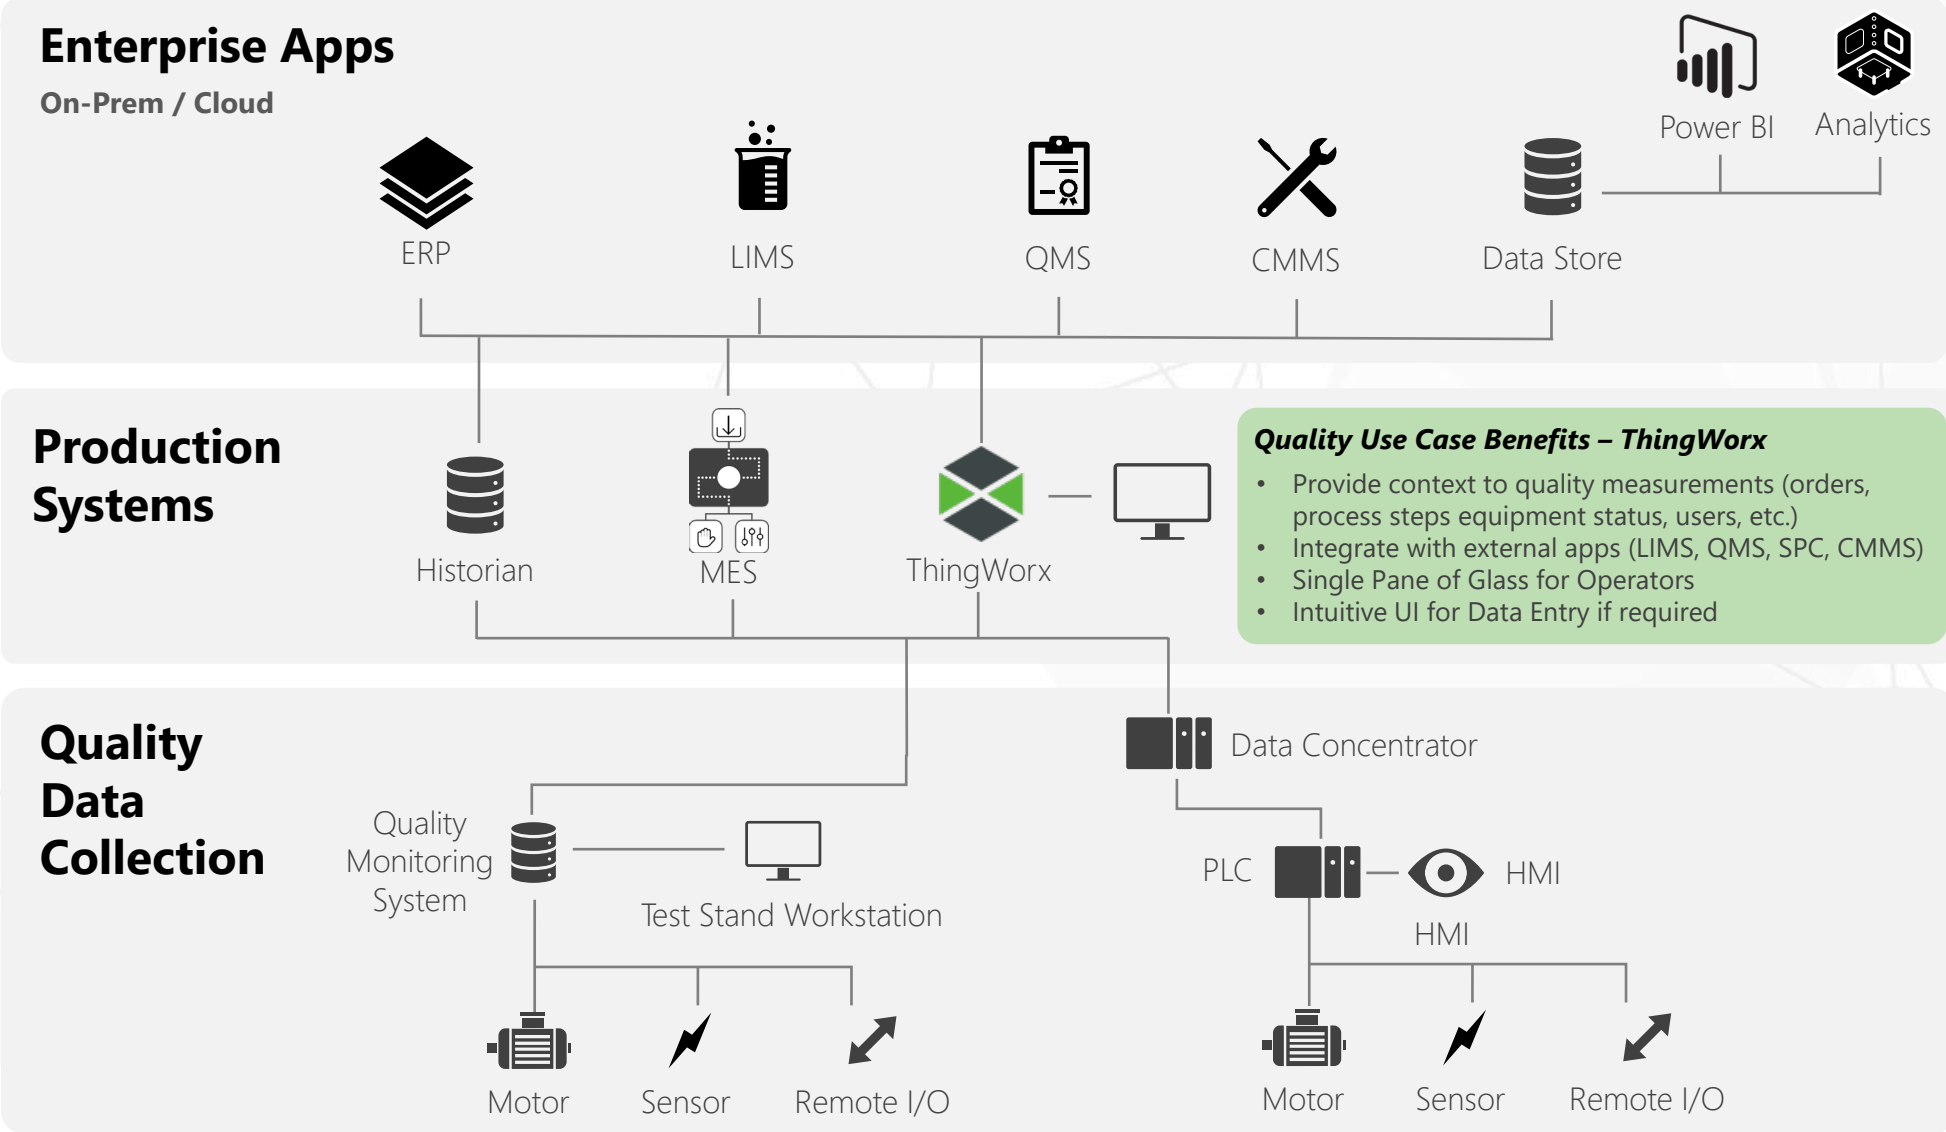 Enterprise Apps
On-Prem / Cloud
Power BI
Analytics
ERP
LIMS
QMS
CMMS
Data Store
Production
Systems
Historian
MES
ThingWorx
Quality Use Case Benefits – ThingWorx
• Provide context to quality measurements (orders,
process steps equipment status, users, etc.)
• Integrate with external apps (LIMS, QMS, SPC, CMMS)
• Single Pane of Glass for Operators
• Intuitive UI for Data Entry if required
Quality
Data
Collection
Data Concentrator
Quality
Monitoring
System
Test Stand Workstation
PLC
HMI
HMI
Motor
Sensor
Remote I/O
Motor
Sensor
Remote I/O